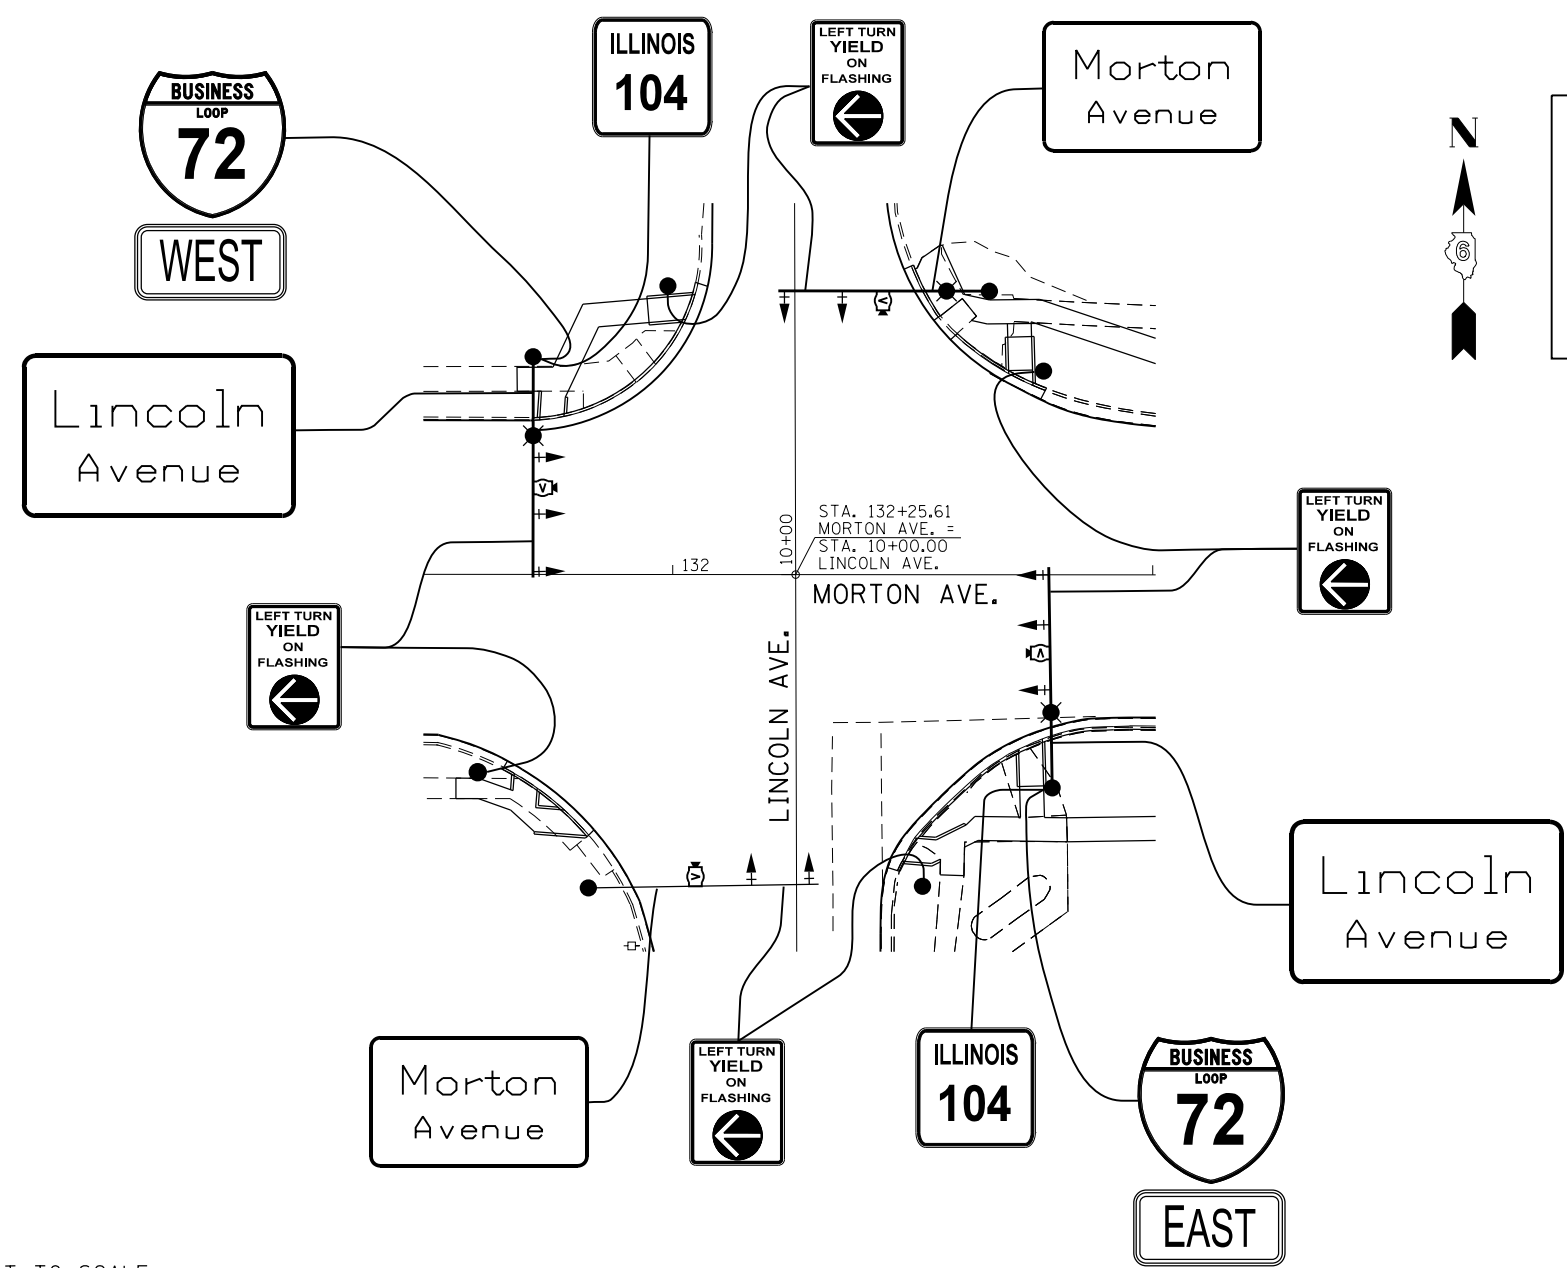 ILLINOIS
104
LEFT TURN
YIELD
ON
FLASHING
Morton
Avenue
BUSINESS
LOOP
72
WEST
N
6
Lincoln
Avenue
V
V
LEFT TURN
YIELD
ON
FLASHING
10+00
STA. 132+25.61
MORTON AVE. =
STA. 10+00.00
LINCOLN AVE.
132
MORTON AVE.
LEFT TURN
YIELD
ON
FLASHING
LINCOLN AVE.
V
V
Lincoln
Avenue
Morton
Avenue
LEFT TURN
YIELD
ON
FLASHING
ILLINOIS
104
BUSINESS
LOOP
72
EAST